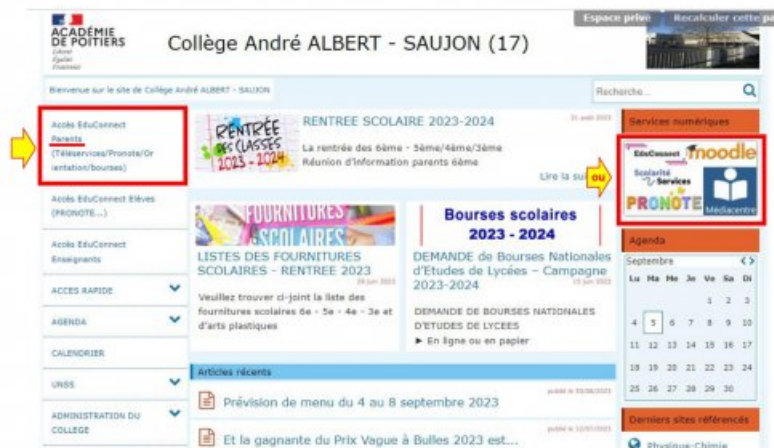 Espace privé Recalculer cette pa
ACADÉMIE
DE POITIERS
Liberté
Égalité
Fraternité
Collège André ALBERT - SAUJON (17)
Bienvenue sur le site de Collège André ALBERT - SAUJON
Recherche...
Accès EduConnect
Parents
(Téléservices/Pronote/Or
ientation/bourses)
Accès EduConnect Elèves
(PRONOTE...)
Accès EduConnect
Enseignants
ACCES RAPIDE
AGENDA
CALENDRIER
UNSS
ADMINISTRATION DU
COLLEGE
RENTRÉE
DES CLASSES
2023 - 2024
RENTREE SCOLAIRE 2023-2024
31 août 2023
La rentrée des 6ème - 5ème/4ème/3ème
Réunion d'information parents 6ème
Lire la sui
ou
FOURNITURES
SCOLAIRES
LISTES DES FOURNITURES
SCOLAIRES - RENTREE 2023
Veuillez trouver ci-joint la liste des
fournitures scolaires 6e - 5e - 4e - 3e et
d'arts plastiques
Bourses scolaires
2023 - 2024
DEMANDE de Bourses Nationales
d'Etudes de Lycées – Campagne
2023-2024
DEMANDE DE BOURSES NATIONALES
D'ETUDES DE LYCEES
► En ligne ou en papier
Articles récents
Prévision de menu du 4 au 8
septembre 2023
Et la gagnante du Prix Vague à Bulles 2023 est...
Services numériques
EduConnect moodle
Scolarité
Services
PRONOTE
Médiacentre
Agenda
Septembre
Lu Ma Me Je Ve Sa Di
1 2 3
4 5 6 7 8 9 10
11 12 13 14 15 16 17
18 19 20 21 22 23 24
25 26 27 28 29 30
Derniers sites référencés
Physique-Chimie